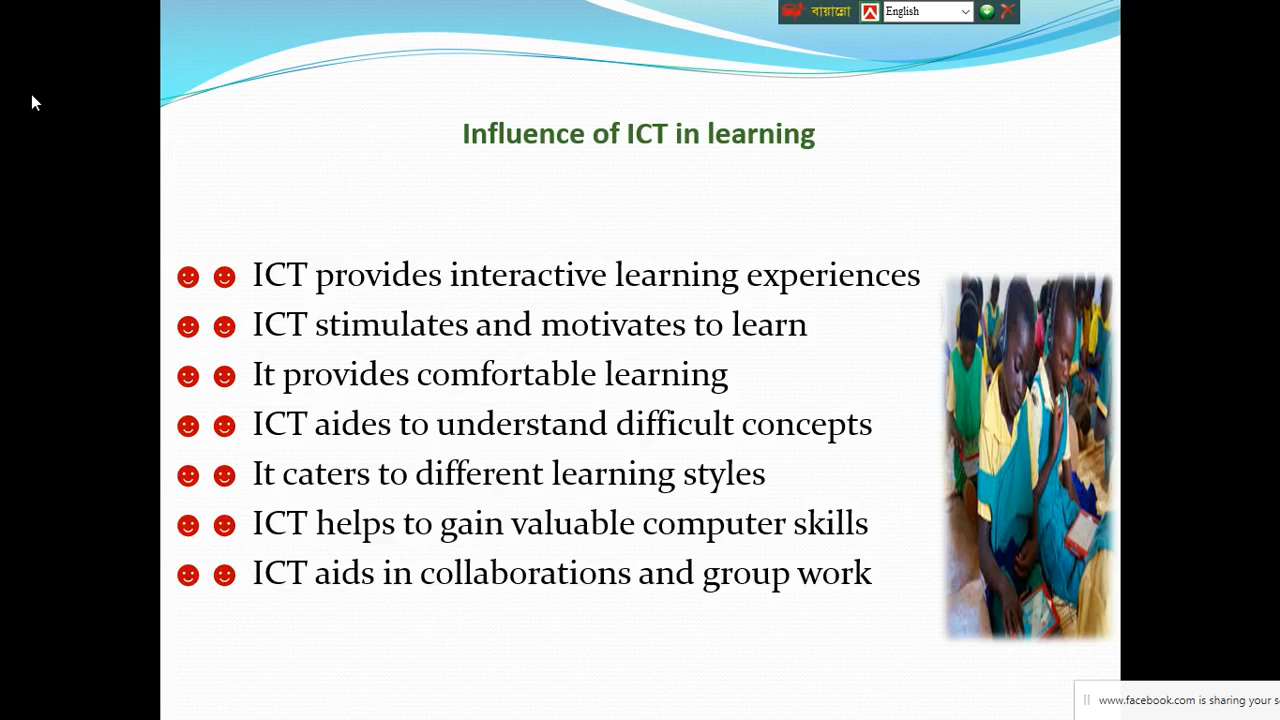 বায়ান্নো English
Influence of ICT in learning
ICT provides interactive learning experiences
ICT stimulates and motivates to learn
It provides comfortable learning
ICT aides to understand difficult concepts
It caters to different learning styles
ICT helps to gain valuable computer skills
ICT aids in collaborations and group work
www.facebook.com is sharing your s